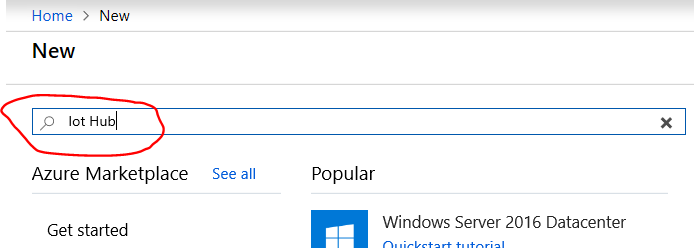 Home > New
New
Iot Hub
Azure Marketplace See all
Popular
Get started
Windows Server 2016 Datacenter
Quickstart tutorial